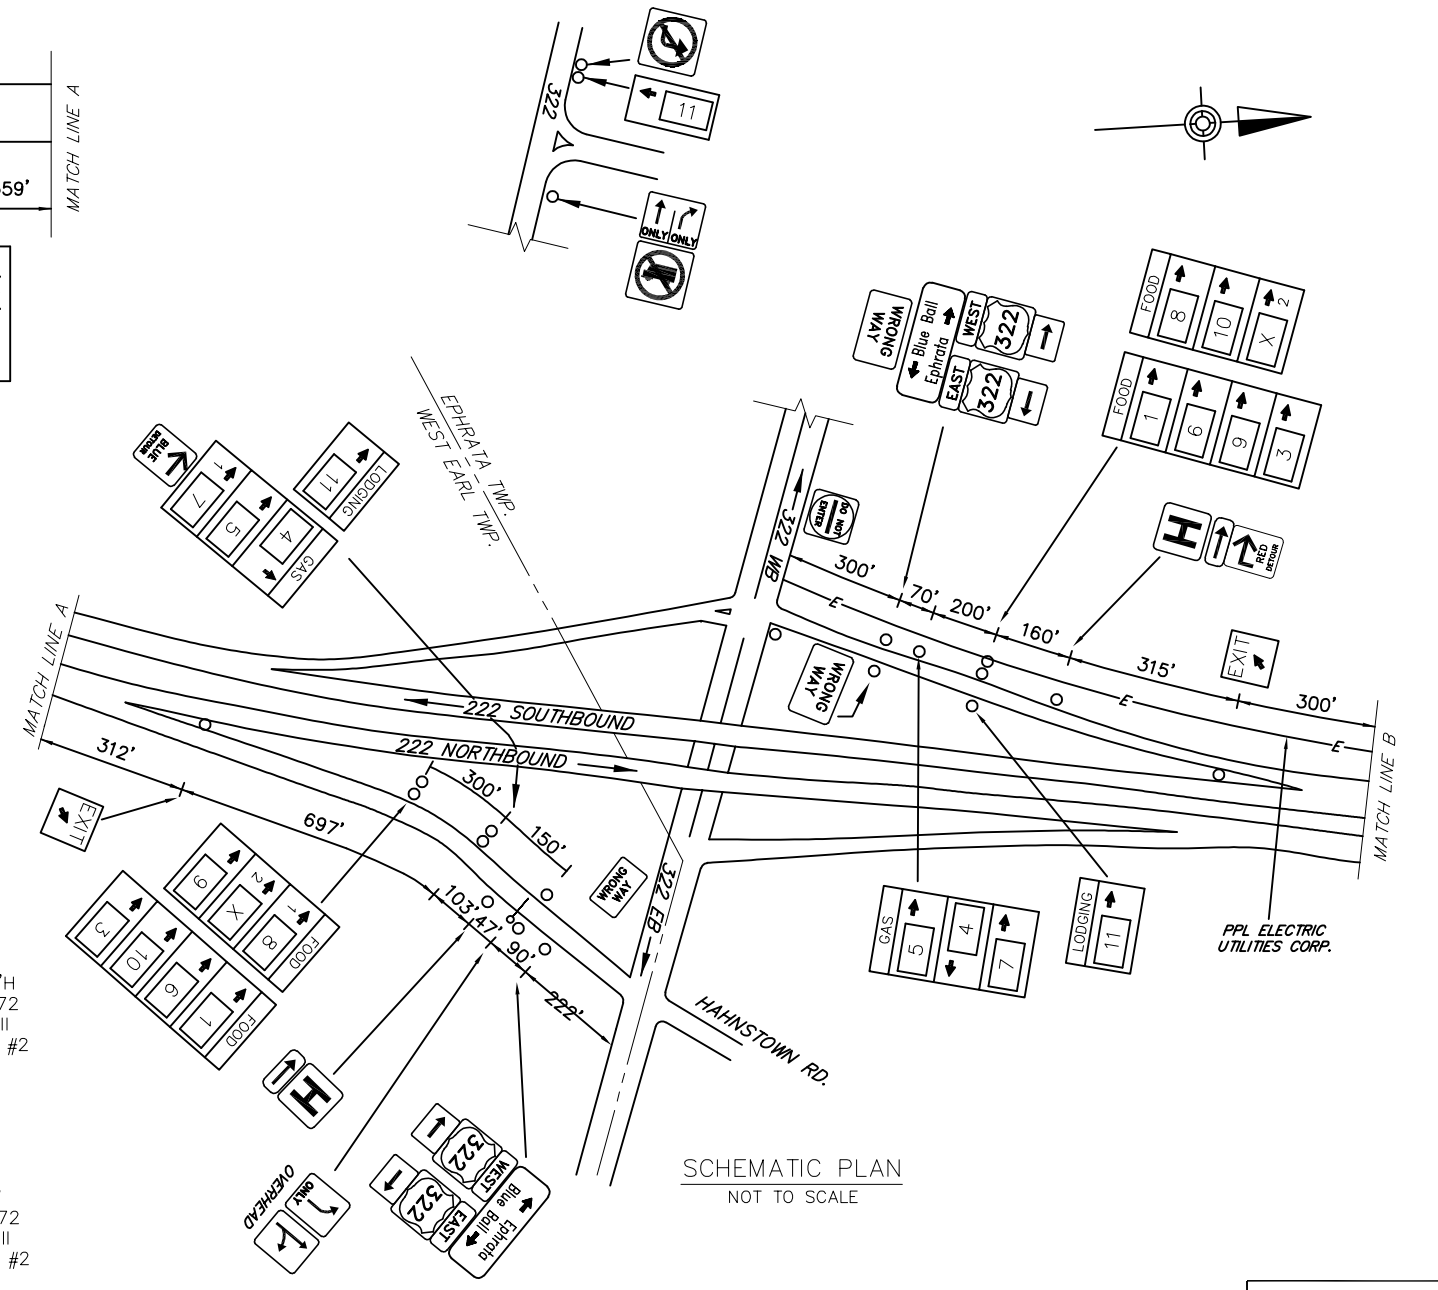 MATCH LINE A
59'
322
11
ONLY
ONLY
WRONG
WAY
Blue Ball
Ephrata
WEST
322
EAST
322
FOOD
8
10
X
2
FOOD
1
6
9
3
H
RED
DETOUR
EPHRATA TWP.
WEST EARL TWP.
BLUE
DETOUR
1
7
5
4
GAS
11
LODGING
DO NOT
ENTER
322 WB
300'
70'
200'
160'
315'
300'
EXIT
E
E
E
WRONG
WAY
MATCH LINE A
222 SOUTHBOUND
222 NORTHBOUND
312'
697'
300'
150'
103'
47'
90'
222'
EXIT
WRONG
WAY
322 EB
MATCH LINE B
GAS
5
4
7
LODGING
11
PPL ELECTRIC
UTILITIES CORP.
9
X
2
8
1
FOOD
3
10
6
1
FOOD
H
HAHNSTOWN RD.
OVERHEAD
ONLY
322
WEST
322
EAST
Ephrata
Blue Ball
SCHEMATIC PLAN
NOT TO SCALE
'H
72
II
#2
72
II
#2